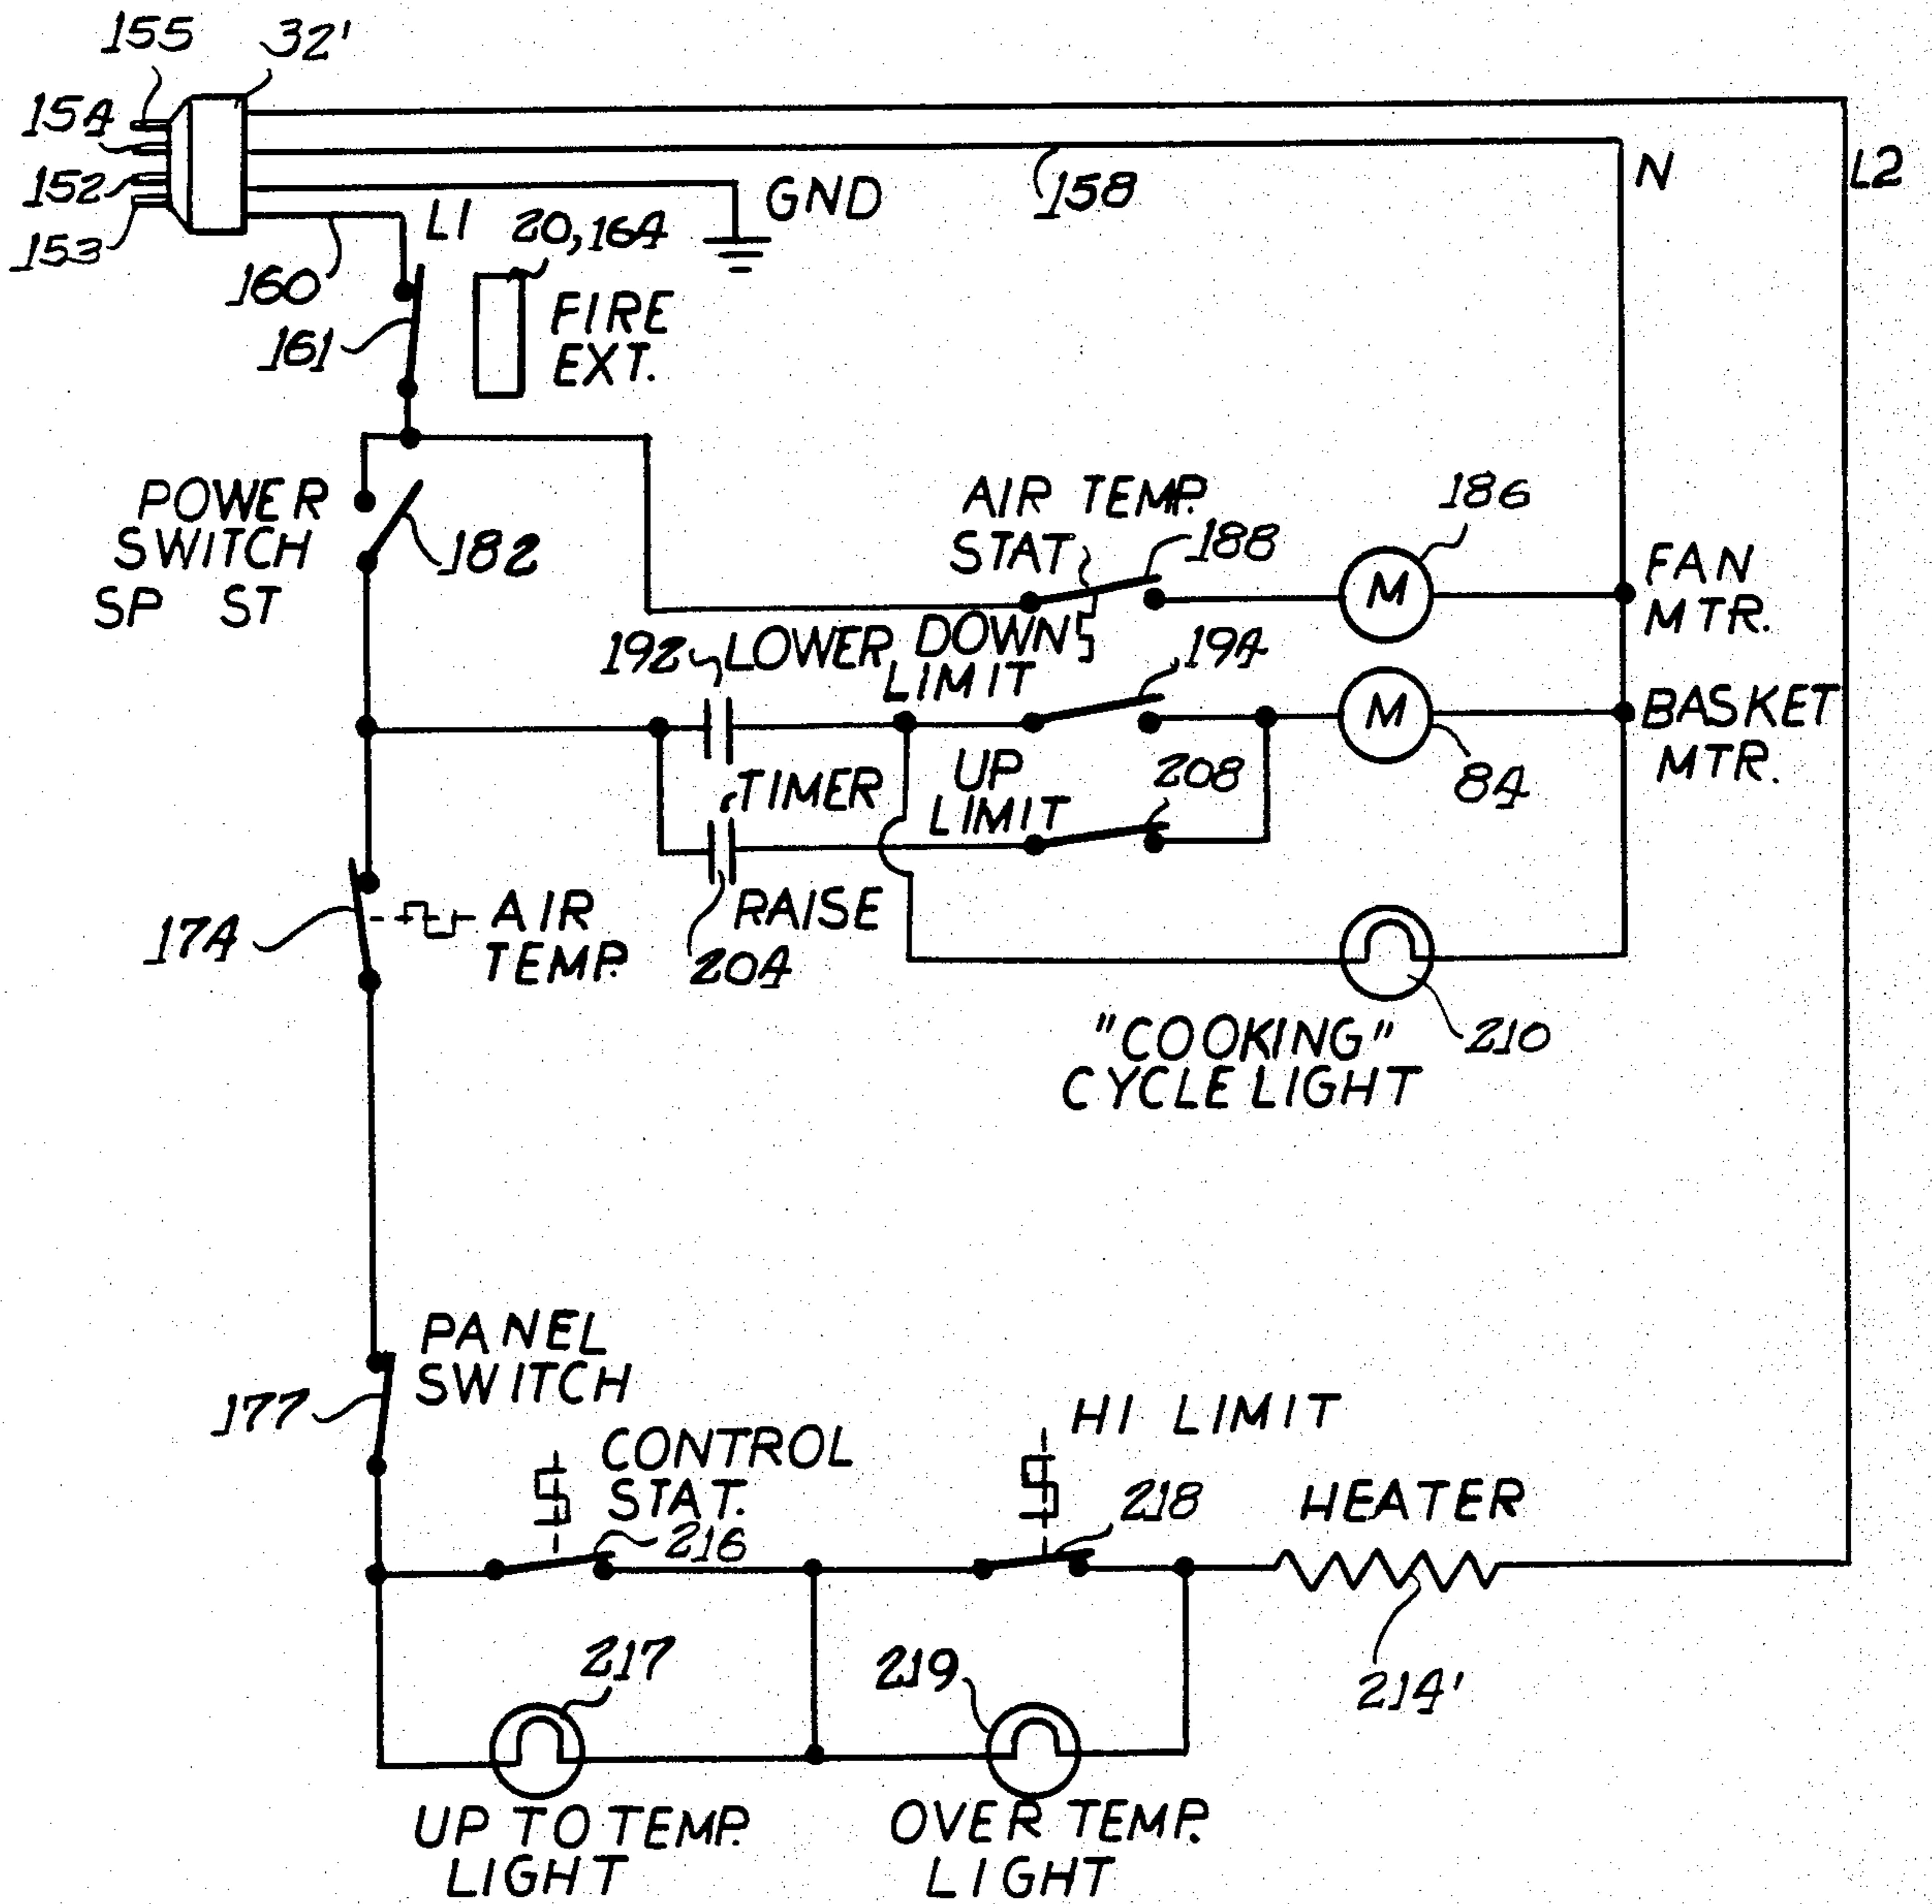 155
32'
154
152
153
160
L1
20,164
GND
158
N
L2
161
FIRE
EXT.
POWER
SWITCH
SP ST
182
AIR TEMP.
STAT
188
186
FAN
MTR.
192
LOWER
DOWN
LIMIT
194
BASKET
MTR.
84
TIMER
UP
LIMIT
208
174
AIR
TEMP.
RAISE
204
"COOKING"
CYCLE LIGHT
210
PANEL
SWITCH
177
CONTROL
STAT.
216
HI LIMIT
218
HEATER
214'
217
219
UP TO TEMP.
LIGHT
OVER TEMP.
LIGHT